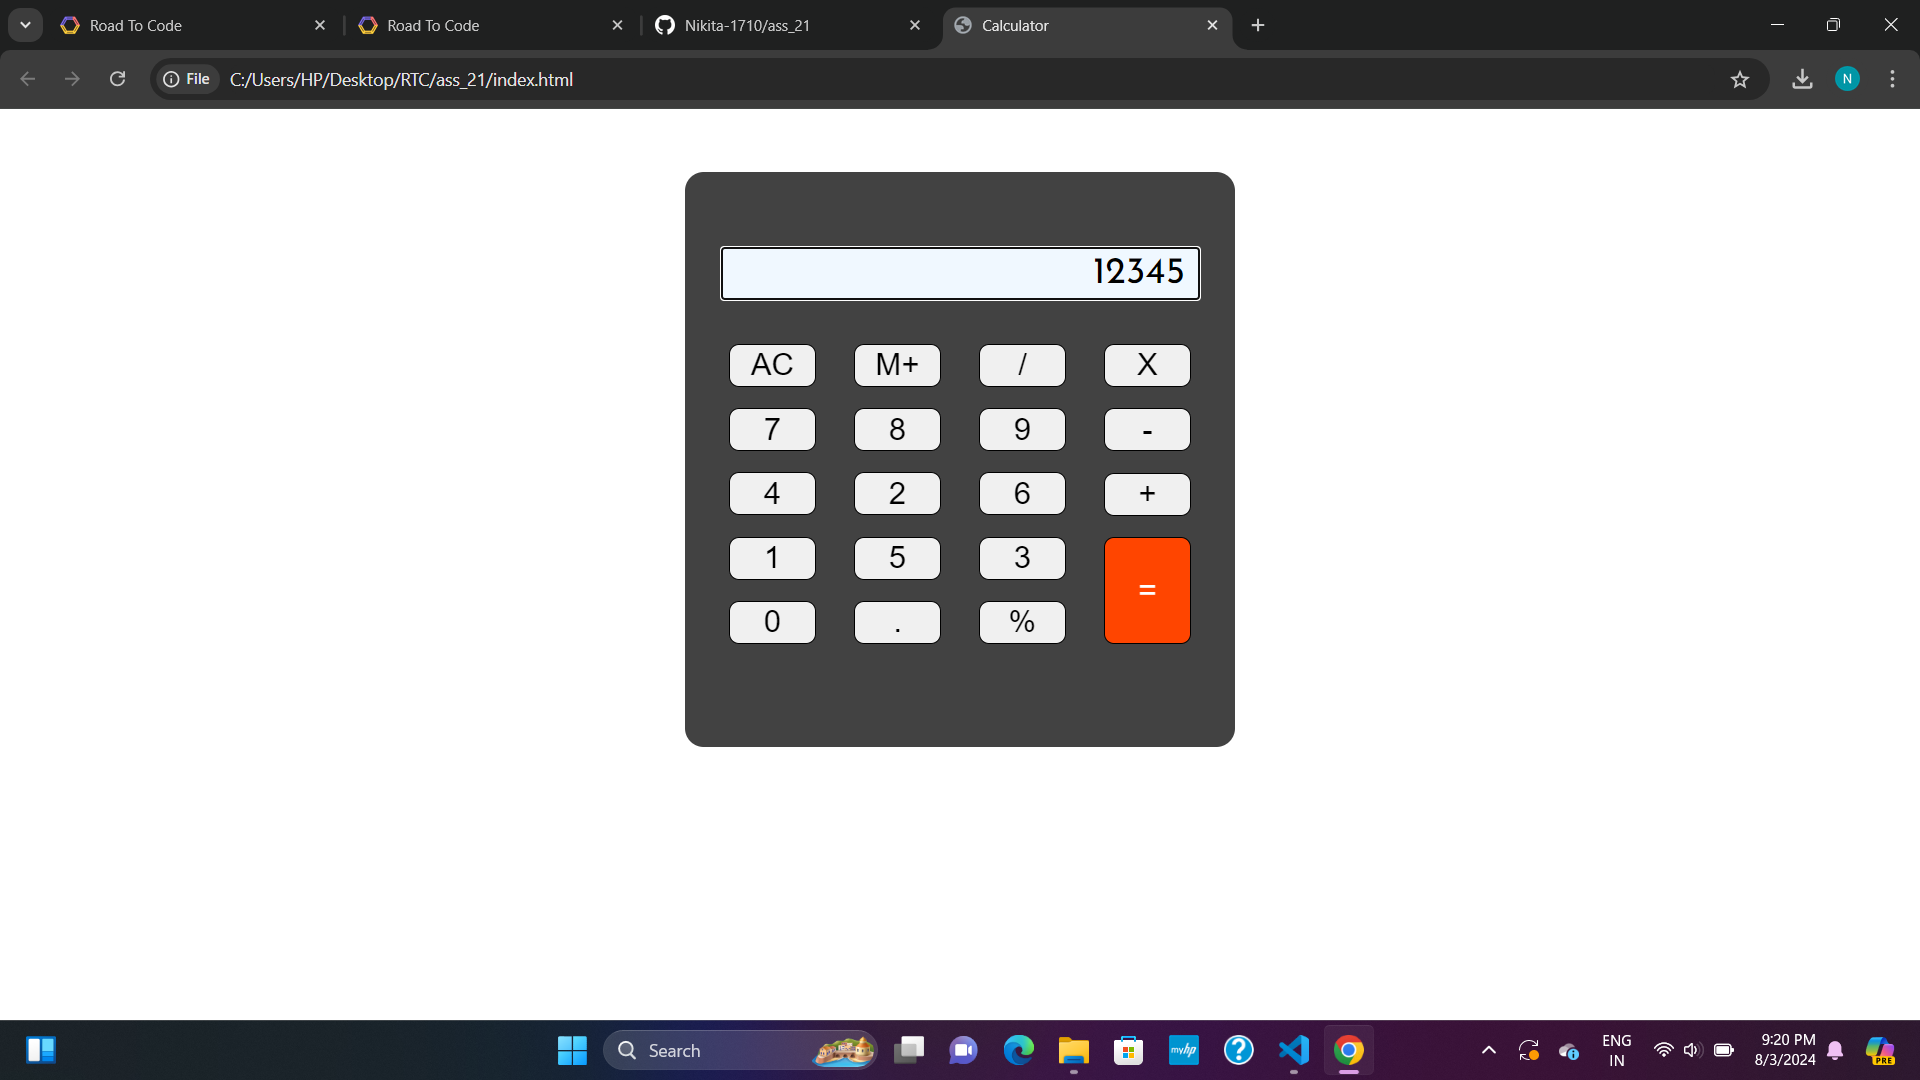 Road To Code
Road To Code
Nikita-1710/ass_21
Calculator
File
C:/Users/HP/Desktop/RTC/ass_21/index.html
N
12345
AC M+ / X
7 8 9 -
4 2 6 +
1 5 3
=
0 . %
Search
myhp
?
ENG
IN
9:20 PM
8/3/2024
PRE